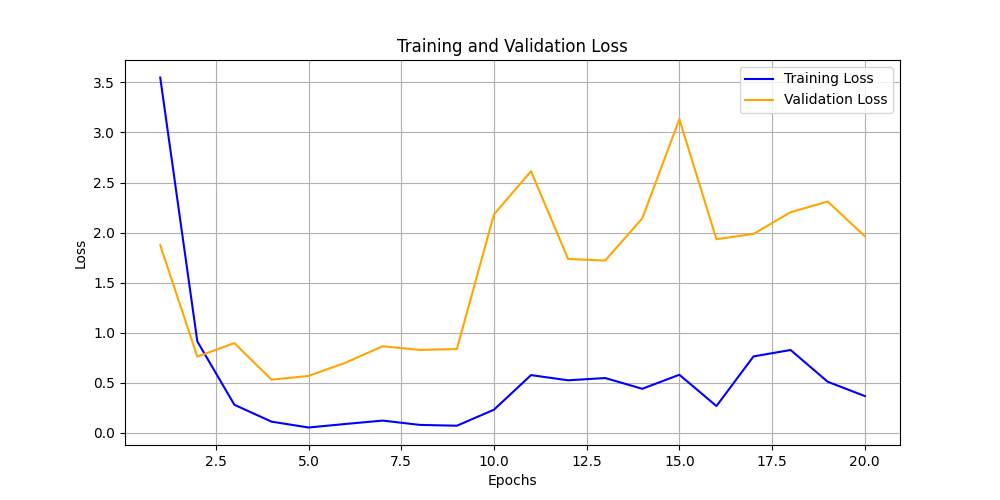 Training and Validation Loss
Training Loss
Validation Loss
3.5
3.0
2.5
2.0
1.5
1.0
0.5
0.0
Loss
2.5 5.0 7.5 10.0 12.5 15.0 17.5 20.0
Epochs